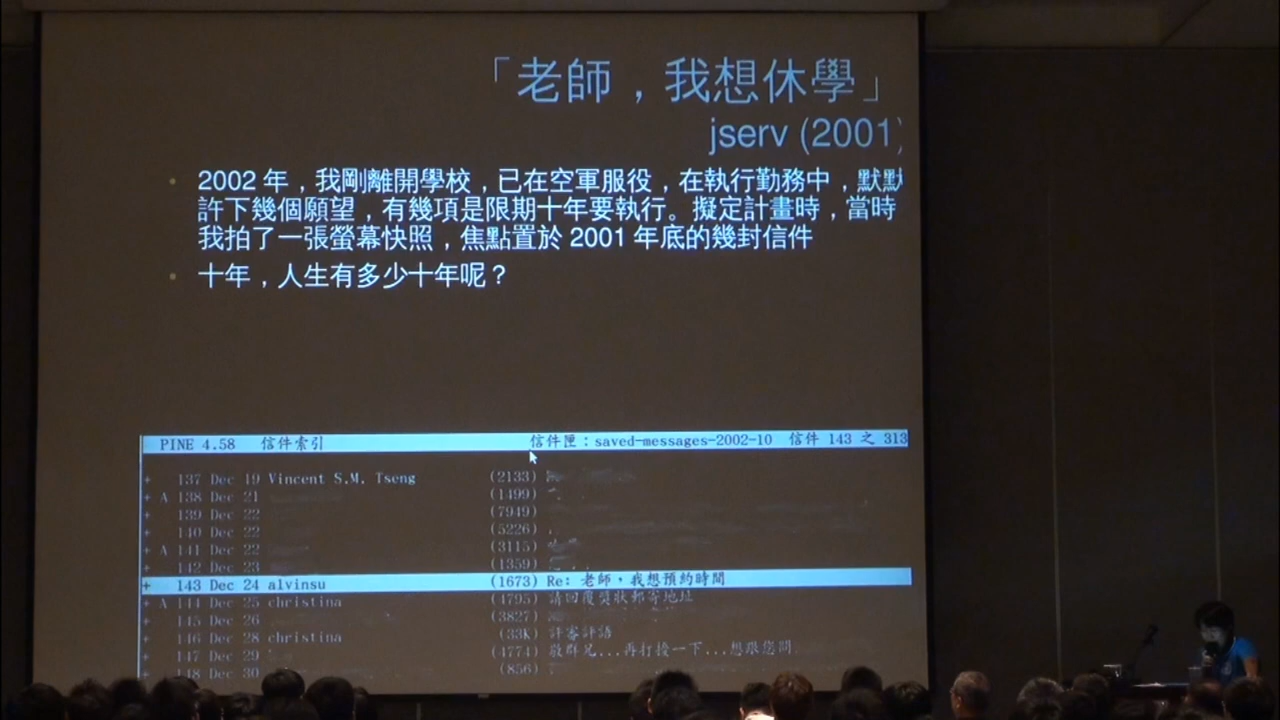 「老師，我想休學」
jserv (2001)
2002 年，我剛離開學校，已在空軍服役，在執行勤務中，默默
許下幾個願望，有幾項是限期十年要執行。擬定計畫時，當時
我拍了一張螢幕快照，焦點置於 2001 年底的幾封信件
十年，人生有多少十年呢？
PINE 4.58 信件索引 信件匣：saved-messages-2002-10 信件 143 之 313
+ 137 Dec 19 Vincent S.M. Tseng (2133)
+ A 138 Dec 21 (1499)
+ 139 Dec 22 (7949)
+ 140 Dec 22 (5226)
+ A 141 Dec 22 (3115)
+ 142 Dec 23 (1359)
+ 143 Dec 24 alvinsu (1673) Re: 老師，我想預約時間
+ A 144 Dec 25 christina (4795) 請回覆獎狀郵寄地址
+ 145 Dec 26 (3827)
+ 146 Dec 28 christina (33K) 評審評語
+ 147 Dec 29 (4774) 敬群兄...再打擾一下...想跟您問
+ 148 Dec 30 (856)